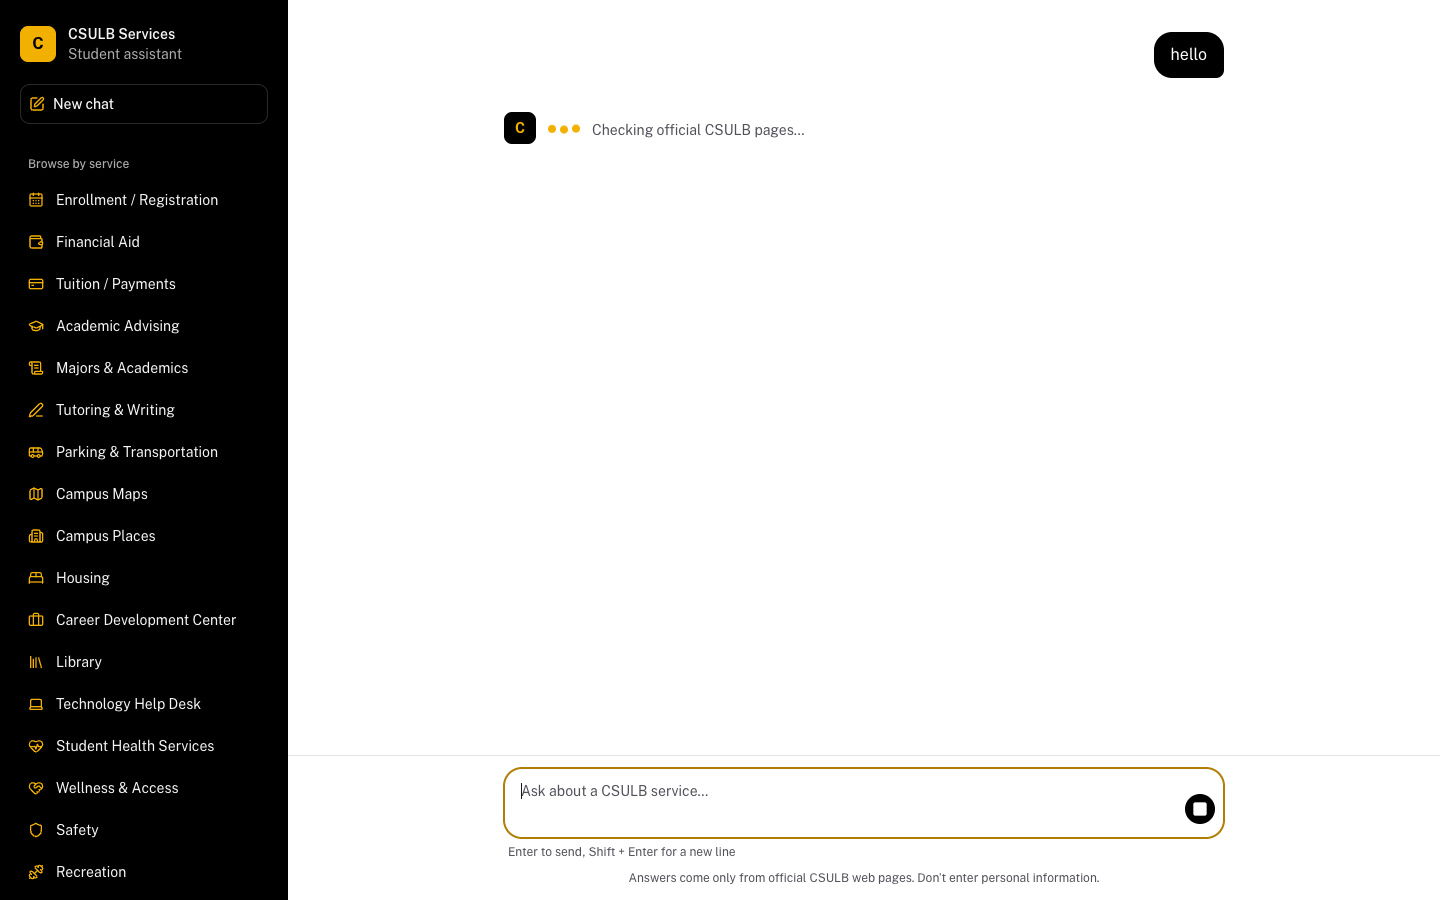 C
CSULB Services
Student assistant
New chat
Browse by service
Enrollment / Registration
Financial Aid
Tuition / Payments
Academic Advising
Majors & Academics
Tutoring & Writing
Parking & Transportation
Campus Maps
Campus Places
Housing
Career Development Center
Library
Technology Help Desk
Student Health Services
Wellness & Access
Safety
Recreation
hello
C
Checking official CSULB pages...
Ask about a CSULB service...
Enter to send, Shift + Enter for a new line
Answers come only from official CSULB web pages. Don't enter personal information.